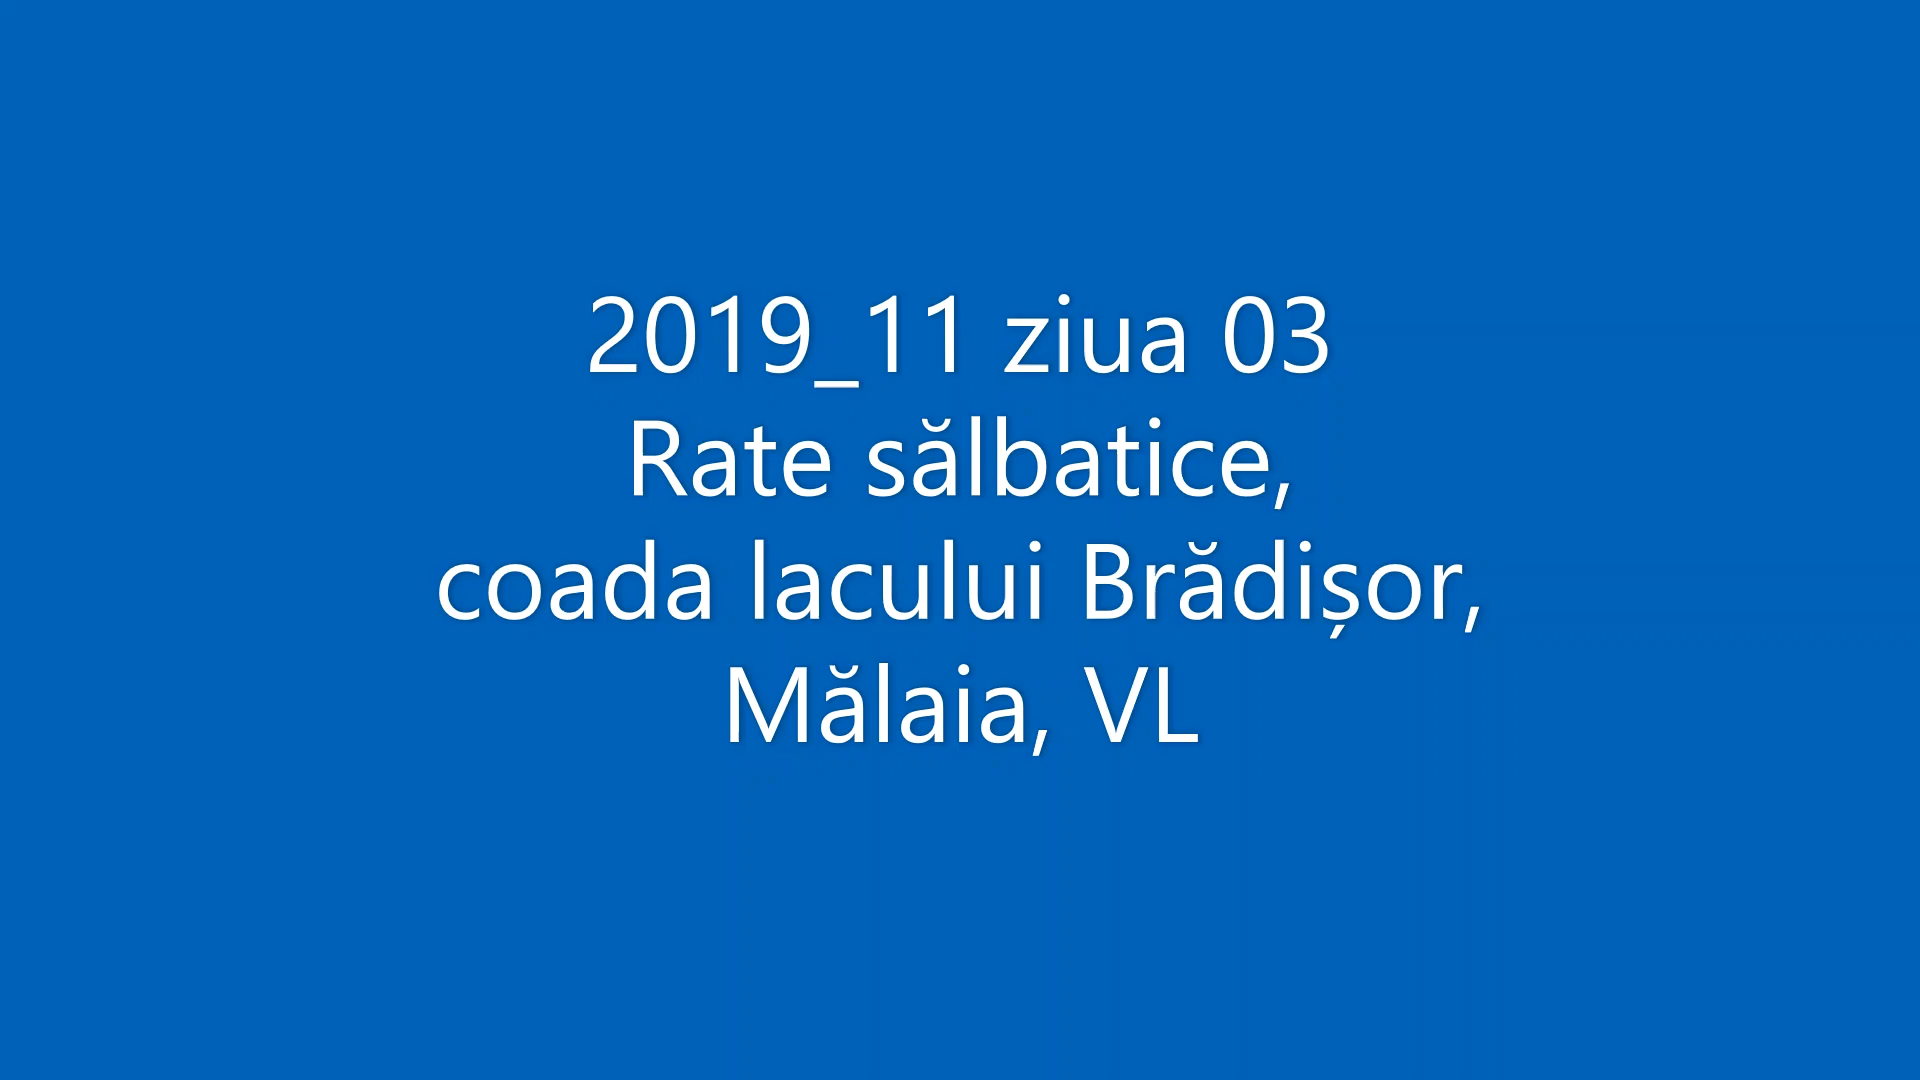 2019_11 ziua 03
Rate sălbatice,
coada lacului Brădișor,
Mălaia, VL